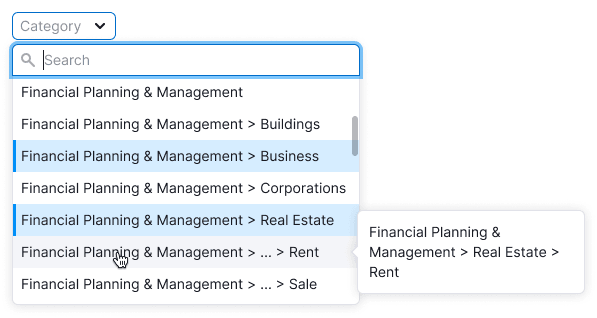 Category
Search
Financial Planning & Management
Financial Planning & Management > Buildings
Financial Planning & Management > Business
Financial Planning & Management > Corporations
Financial Planning & Management > Real Estate
Financial Planning & Management > ... > Rent
Financial Planning & Management > ... > Sale
Financial Planning &
Management > Real Estate >
Rent